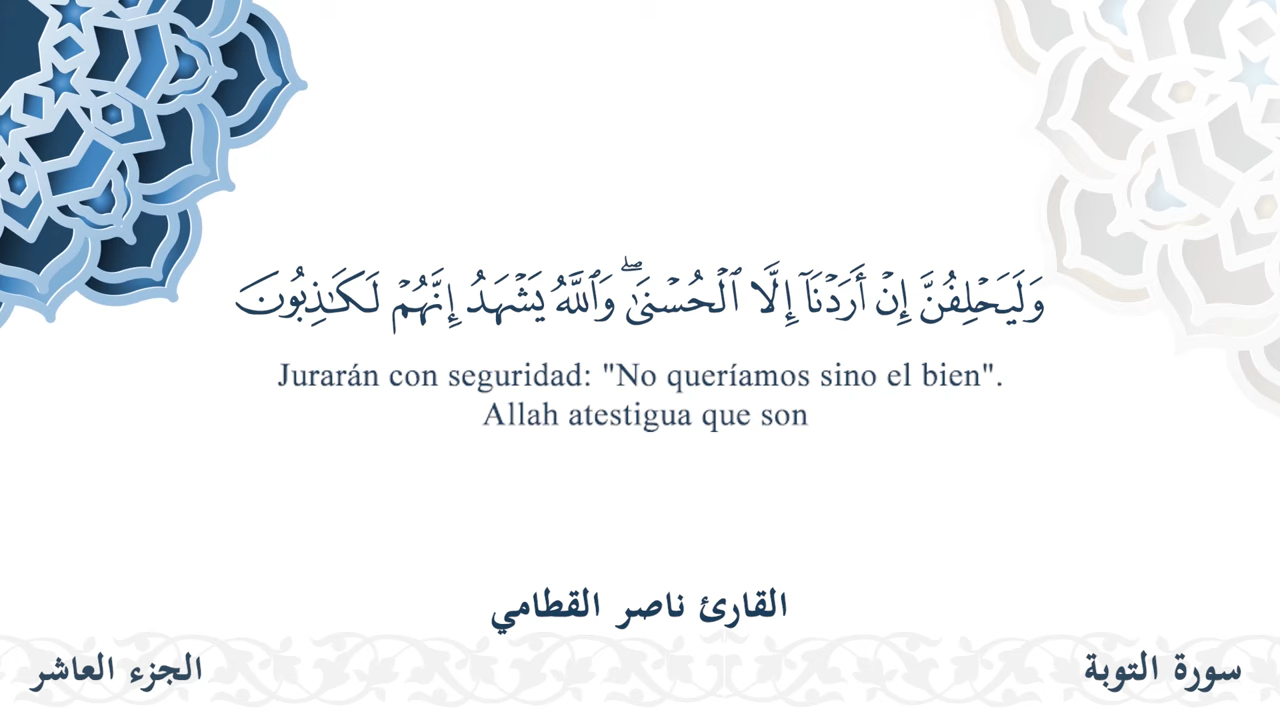 وَلَيَحْلِفُنَّ إِنْ أَرَدْنَآ إِلَّا ٱلْحُسْنَىٰ ۖ وَٱللَّهُ يَشْهَدُ إِنَّهُمْ لَكَـٰذِبُونَ
Jurarán con seguridad: "No queríamos sino el bien".
Allah atestigua que son
القارئ ناصر القطامي
سورة التوبة
الجزء العاشر